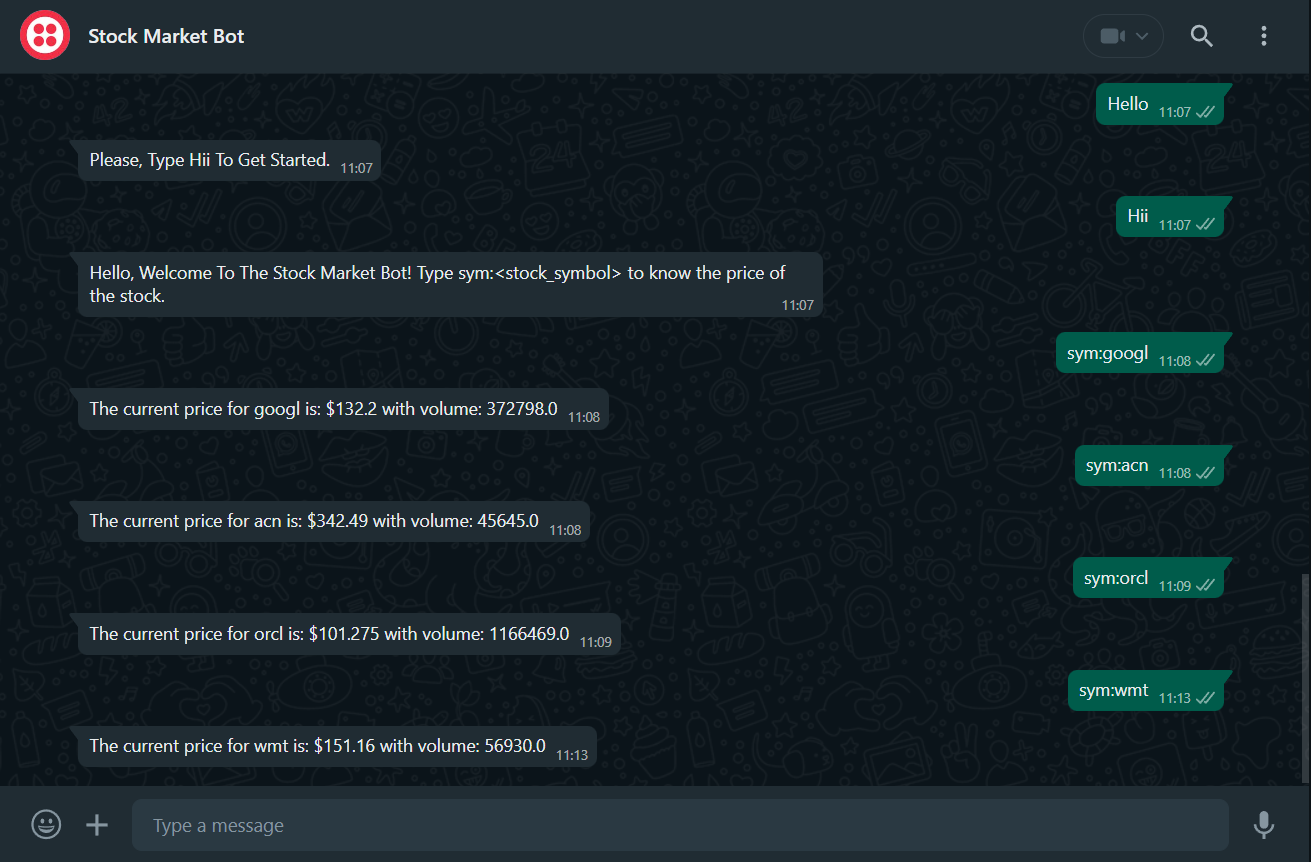 Stock Market Bot
Hello 11:07
Please, Type Hii To Get Started. 11:07
Hii 11:07
Hello, Welcome To The Stock Market Bot! Type sym:<stock_symbol> to know the price of
the stock.
11:07
sym:googl 11:08
The current price for googl is: $132.2 with volume: 372798.0 11:08
sym:acn 11:08
The current price for acn is: $342.49 with volume: 45645.0 11:08
sym:orcl 11:09
The current price for orcl is: $101.275 with volume: 1166469.0 11:09
sym:wmt 11:13
The current price for wmt is: $151.16 with volume: 56930.0 11:13
Type a message